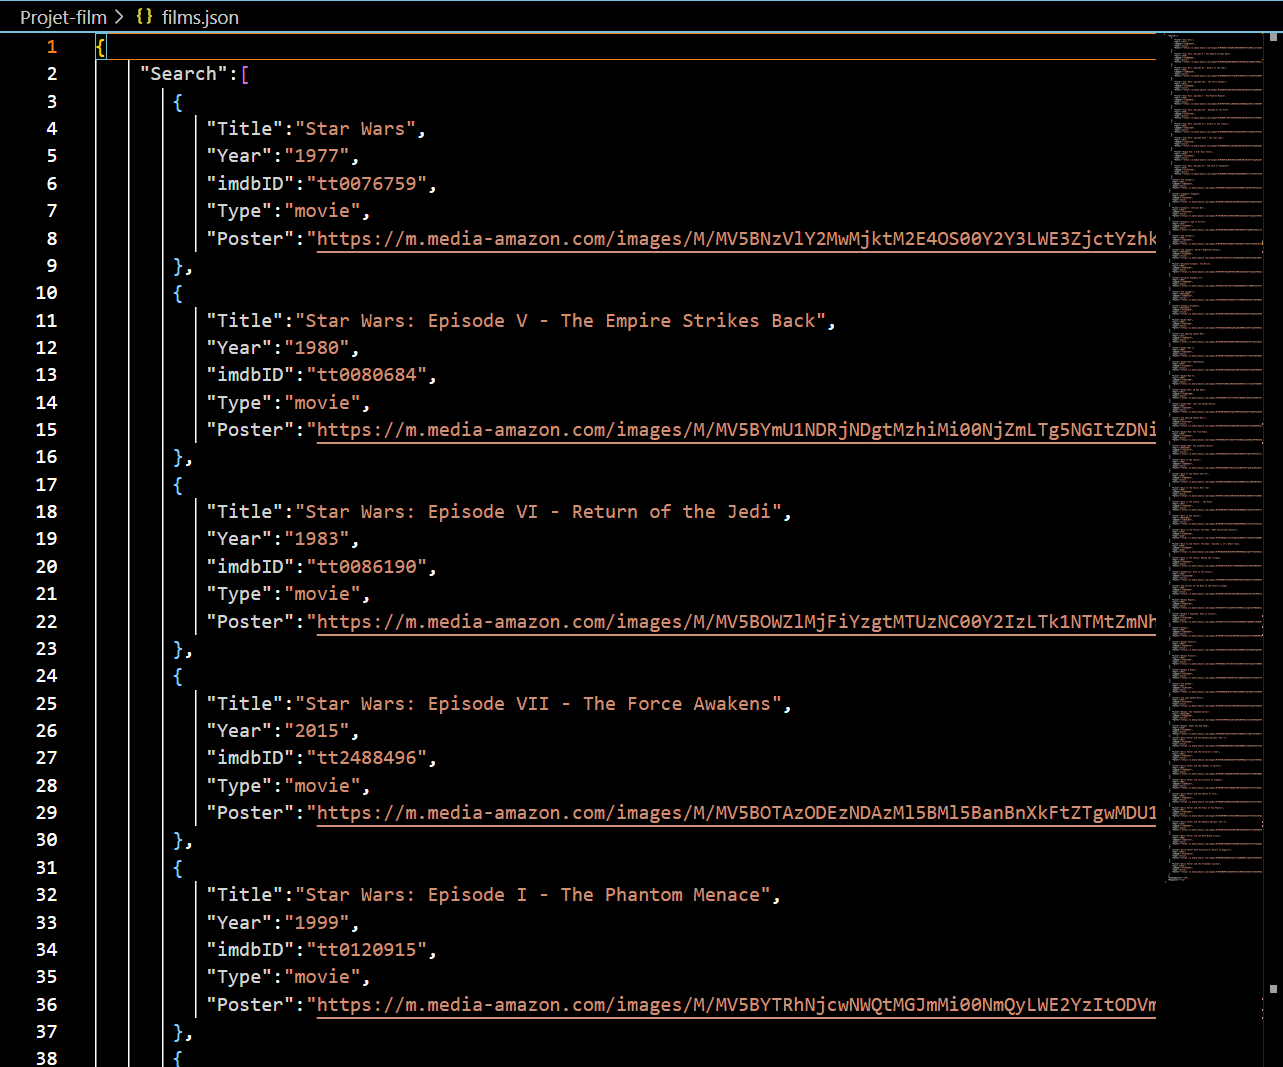 Projet-film > {} films.json
1 {
2 "Search":[
3 {
4 "Title":"Star Wars",
5 "Year":"1977",
6 "imdbID":"tt0076759",
7 "Type":"movie",
8 "Poster":"https://m.media-amazon.com/images/M/MV5BNzVlY2MwMjktM2E4OS00Y2Y3LWE3ZjctYzhk
9 },
10 {
11 "Title":"Star Wars: Episode V - The Empire Strikes Back",
12 "Year":"1980",
13 "imdbID":"tt0080684",
14 "Type":"movie",
15 "Poster":"https://m.media-amazon.com/images/M/MV5BYmU1NDRjNDgtMzhiMi00NjZmLTg5NGItZDNi
16 },
17 {
18 "Title":"Star Wars: Episode VI - Return of the Jedi",
19 "Year":"1983",
20 "imdbID":"tt0086190",
21 "Type":"movie",
22 "Poster":"https://m.media-amazon.com/images/M/MV5BOWZlMjFiYzgtMTUzNC00Y2IzLTk1NTMtZmNh
23 },
24 {
25 "Title":"Star Wars: Episode VII - The Force Awakens",
26 "Year":"2015",
27 "imdbID":"tt2488496",
28 "Type":"movie",
29 "Poster":"https://m.media-amazon.com/images/M/MV5BOTAzODEzNDAzMl5BMl5BanBnXkFtZTgwMDU1
30 },
31 {
32 "Title":"Star Wars: Episode I - The Phantom Menace",
33 "Year":"1999",
34 "imdbID":"tt0120915",
35 "Type":"movie",
36 "Poster":"https://m.media-amazon.com/images/M/MV5BYTRhNjcwNWQtMGJmMi00NmQyLWE2YzItODVm
37 },
38 {